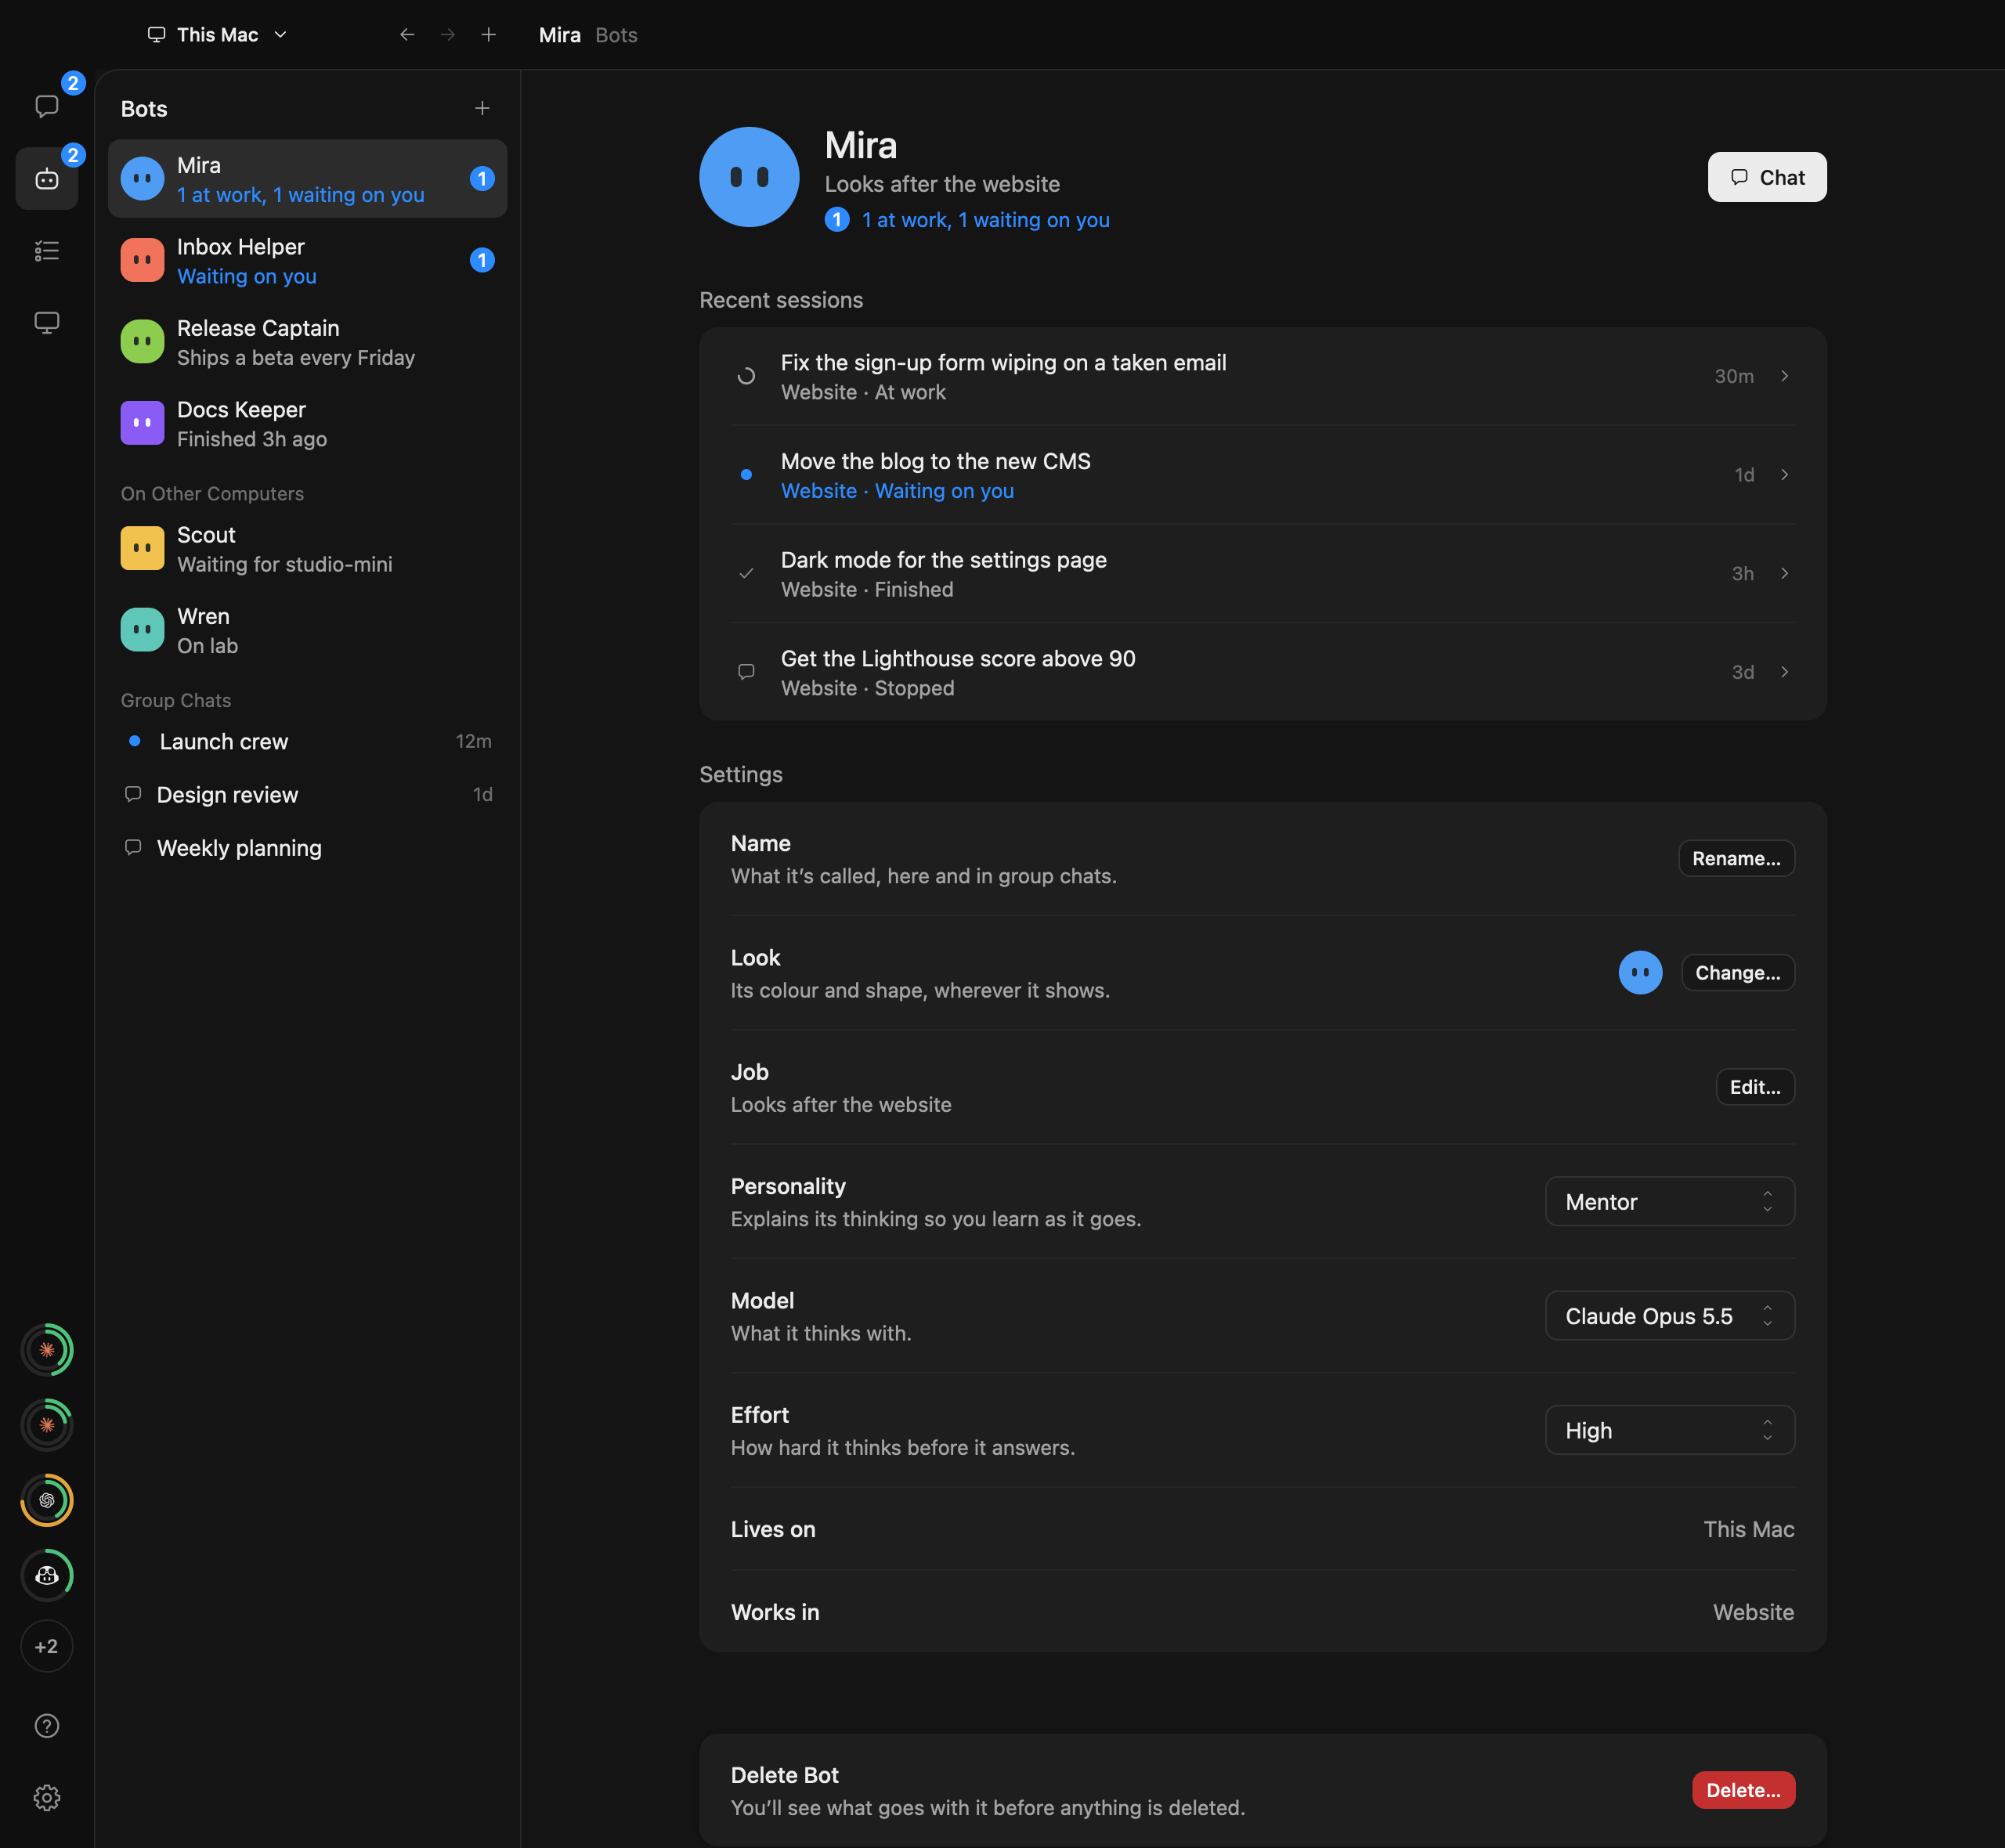 This Mac
Mira Bots
2
2
Bots
Mira
1 at work, 1 waiting on you
1
Inbox Helper
Waiting on you
1
Release Captain
Ships a beta every Friday
Docs Keeper
Finished 3h ago
On Other Computers
Scout
Waiting for studio-mini
Wren
On lab
Group Chats
Launch crew 12m
Design review 1d
Weekly planning
+2
Mira
Looks after the website
1 1 at work, 1 waiting on you
Chat
Recent sessions
Fix the sign-up form wiping on a taken email
Website · At work
30m
Move the blog to the new CMS
Website · Waiting on you
1d
Dark mode for the settings page
Website · Finished
3h
Get the Lighthouse score above 90
Website · Stopped
3d
Settings
Name
What it’s called, here and in group chats.
Rename...
Look
Its colour and shape, wherever it shows.
Change...
Job
Looks after the website
Edit...
Personality
Explains its thinking so you learn as it goes.
Mentor
Model
What it thinks with.
Claude Opus 5.5
Effort
How hard it thinks before it answers.
High
Lives on This Mac
Works in Website
Delete Bot
You’ll see what goes with it before anything is deleted.
Delete...